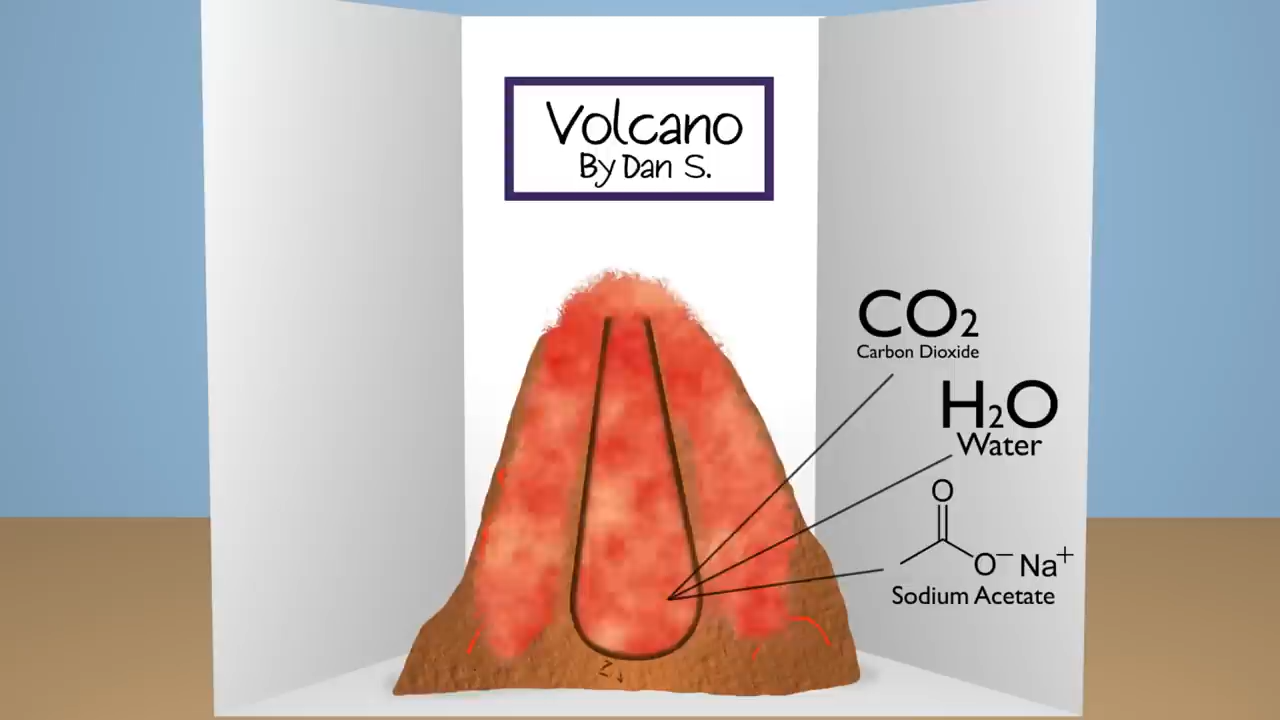 Volcano
By Dan S.
CO₂
Carbon Dioxide
H₂O
Water
O
O⁻ Na⁺
Sodium Acetate